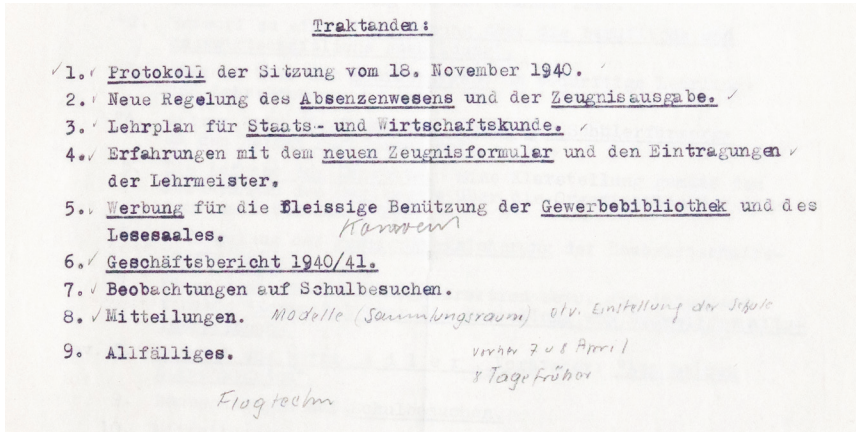 Traktanden:
1. Protokoll der Sitzung vom 18. November 1940.
2. Neue Regelung des Absenzenwesens und der Zeugnisausgabe.
3. Lehrplan für Staats- und Wirtschaftskunde.
4. Erfahrungen mit dem neuen Zeugnisformular und den Eintragungen
der Lehrmeister.
5. Werbung für die fleissige Benützung der Gewerbebibliothek und des
Lesesaales.
6. Geschäftsbericht 1940/41.
7. Beobachtungen auf Schulbesuchen.
8. Mitteilungen. Modelle (Sammlungsraum) Einstellung der Schule
9. Allfälliges. vorher 7 u 8 April
8 Tage früher
Flugtechn